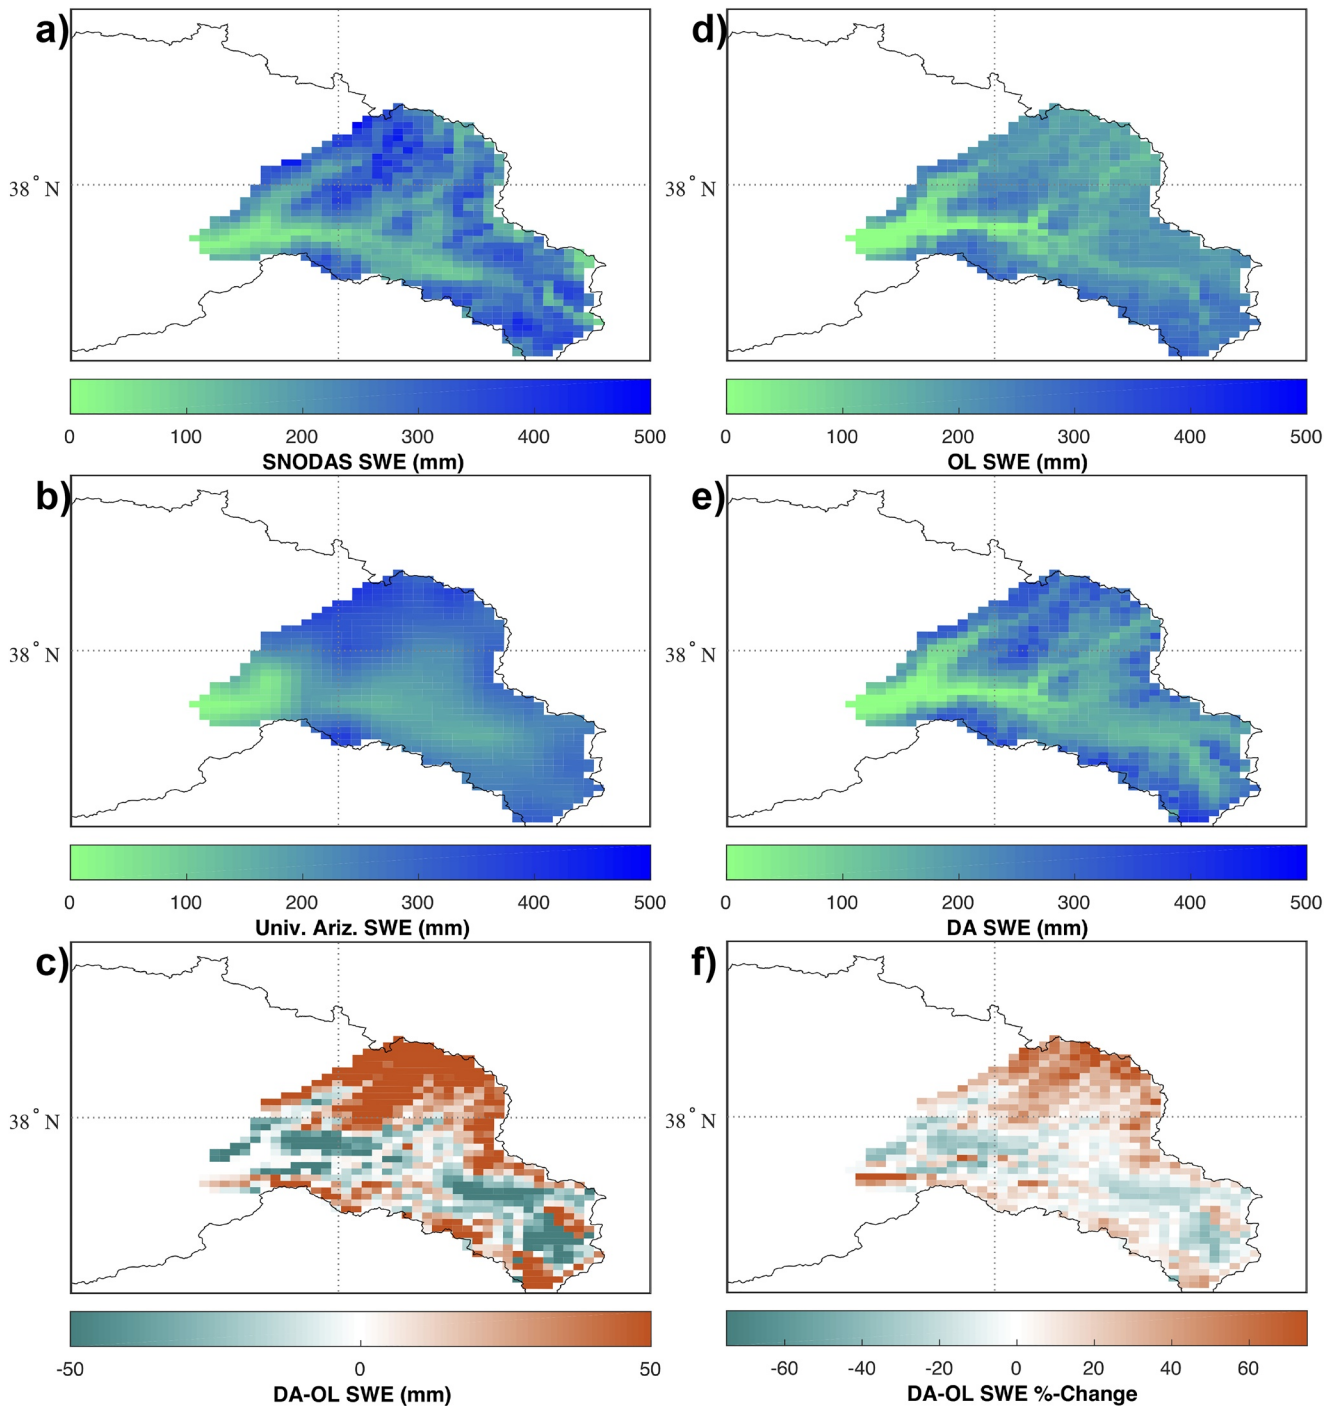 a)
38° N
0 100 200 300 400 500
SNODAS SWE (mm)
d)
38° N
0 100 200 300 400 500
OL SWE (mm)
b)
38° N
0 100 200 300 400 500
Univ. Ariz. SWE (mm)
e)
38° N
0 100 200 300 400 500
DA SWE (mm)
c)
38° N
-50 0 50
DA-OL SWE (mm)
f)
38° N
-60 -40 -20 0 20 40 60
DA-OL SWE %-Change